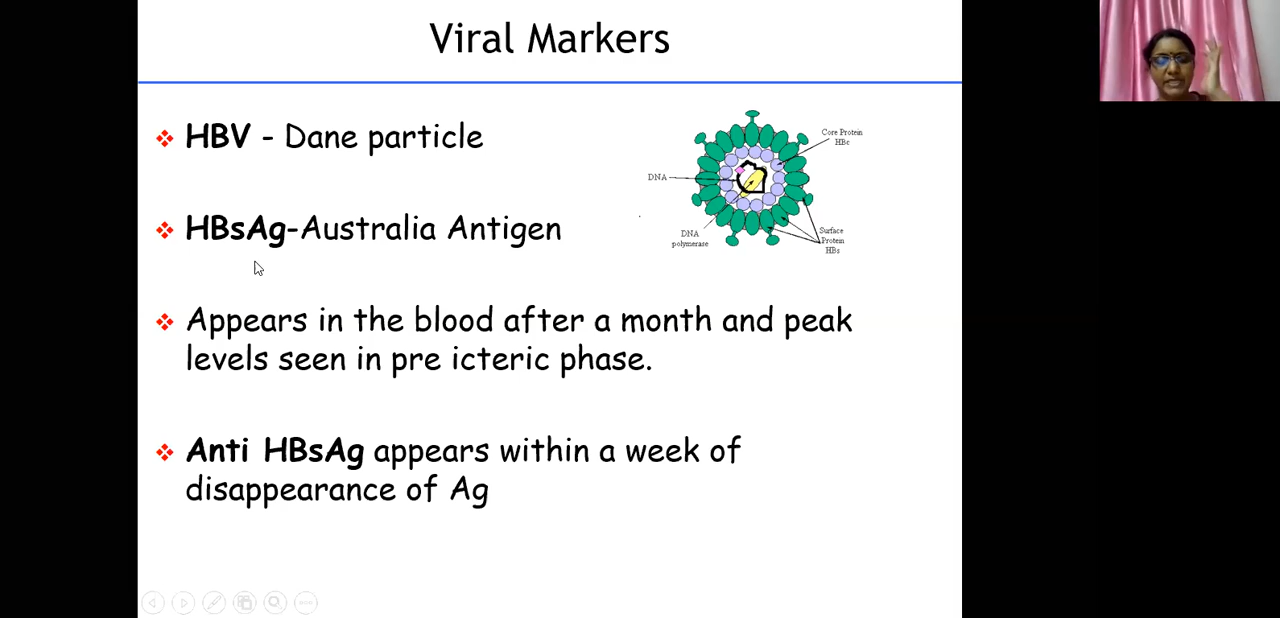 Viral Markers
HBV - Dane particle
HBsAg-Australia Antigen
Appears in the blood after a month and peak
levels seen in pre icteric phase.
Anti HBsAg appears within a week of
disappearance of Ag
Core Protein
HBc
DNA
DNA
polymerase
Surface
Protein
HBs